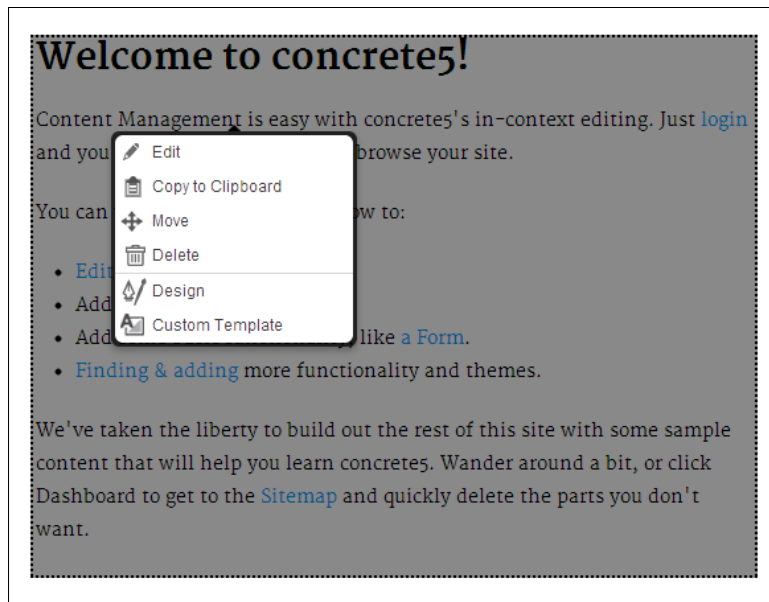 Welcome to concrete5!
Content Management is easy with concrete5's in-context editing. Just login
and you browse your site.
Edit
Copy to Clipboard
Move
Delete
Design
Custom Template
You can ow to:
• Edit
• Add
• Add like a Form.
• Finding & adding more functionality and themes.
We've taken the liberty to build out the rest of this site with some sample
content that will help you learn concrete5. Wander around a bit, or click
Dashboard to get to the Sitemap and quickly delete the parts you don't
want.